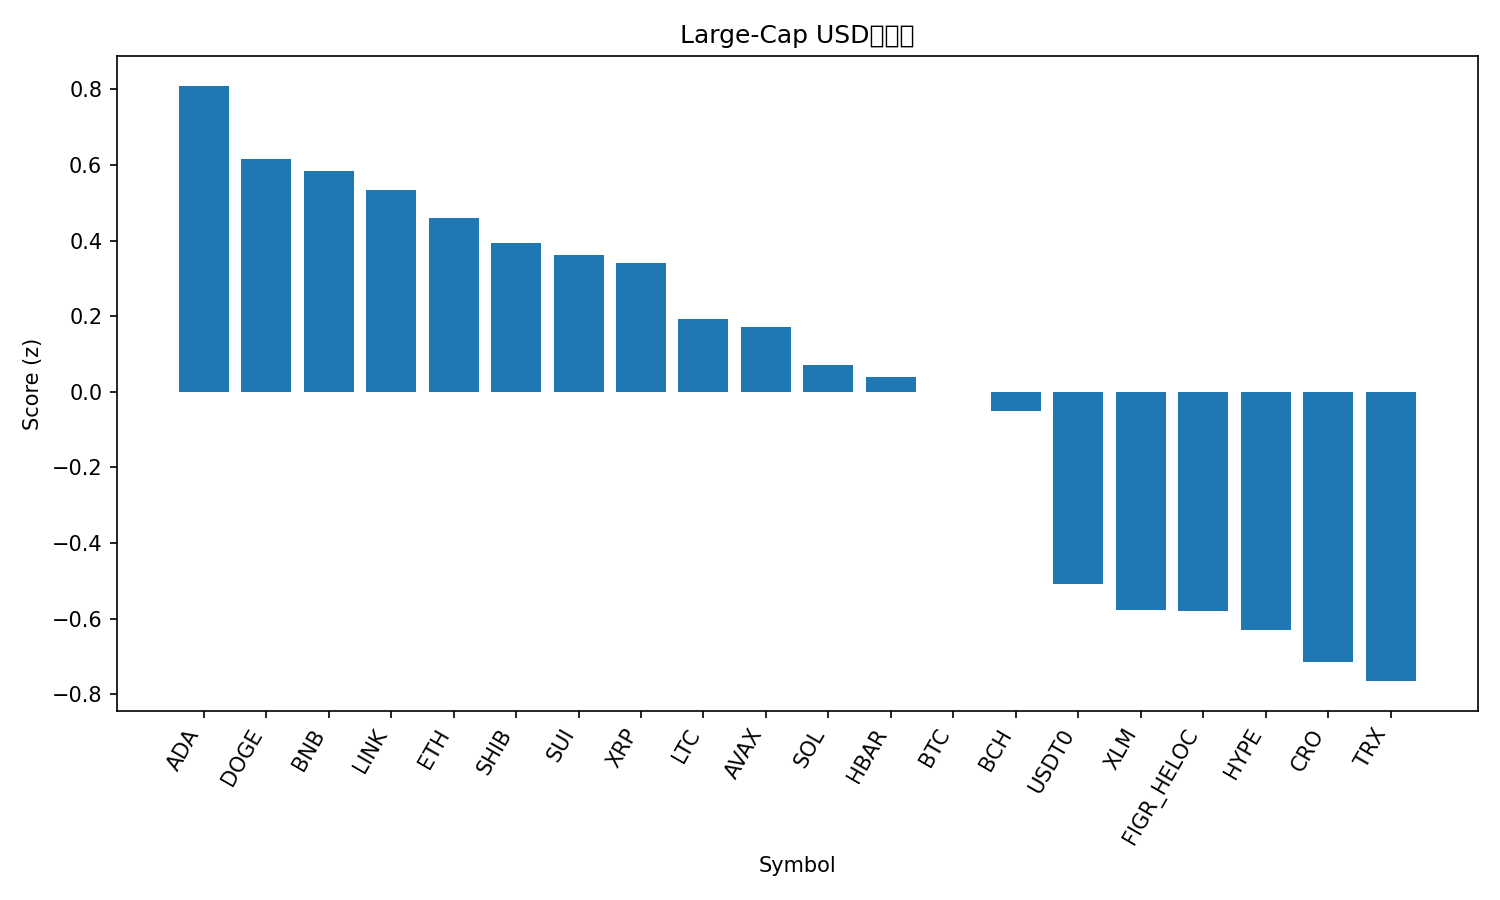 Large-Cap USD
Score (z)
0.8
0.6
0.4
0.2
0.0
−0.2
−0.4
−0.6
−0.8
ADA
DOGE
BNB
LINK
ETH
SHIB
SUI
XRP
LTC
AVAX
SOL
HBAR
BTC
BCH
USDT0
XLM
FIGR_HELOC
HYPE
CRO
TRX
Symbol